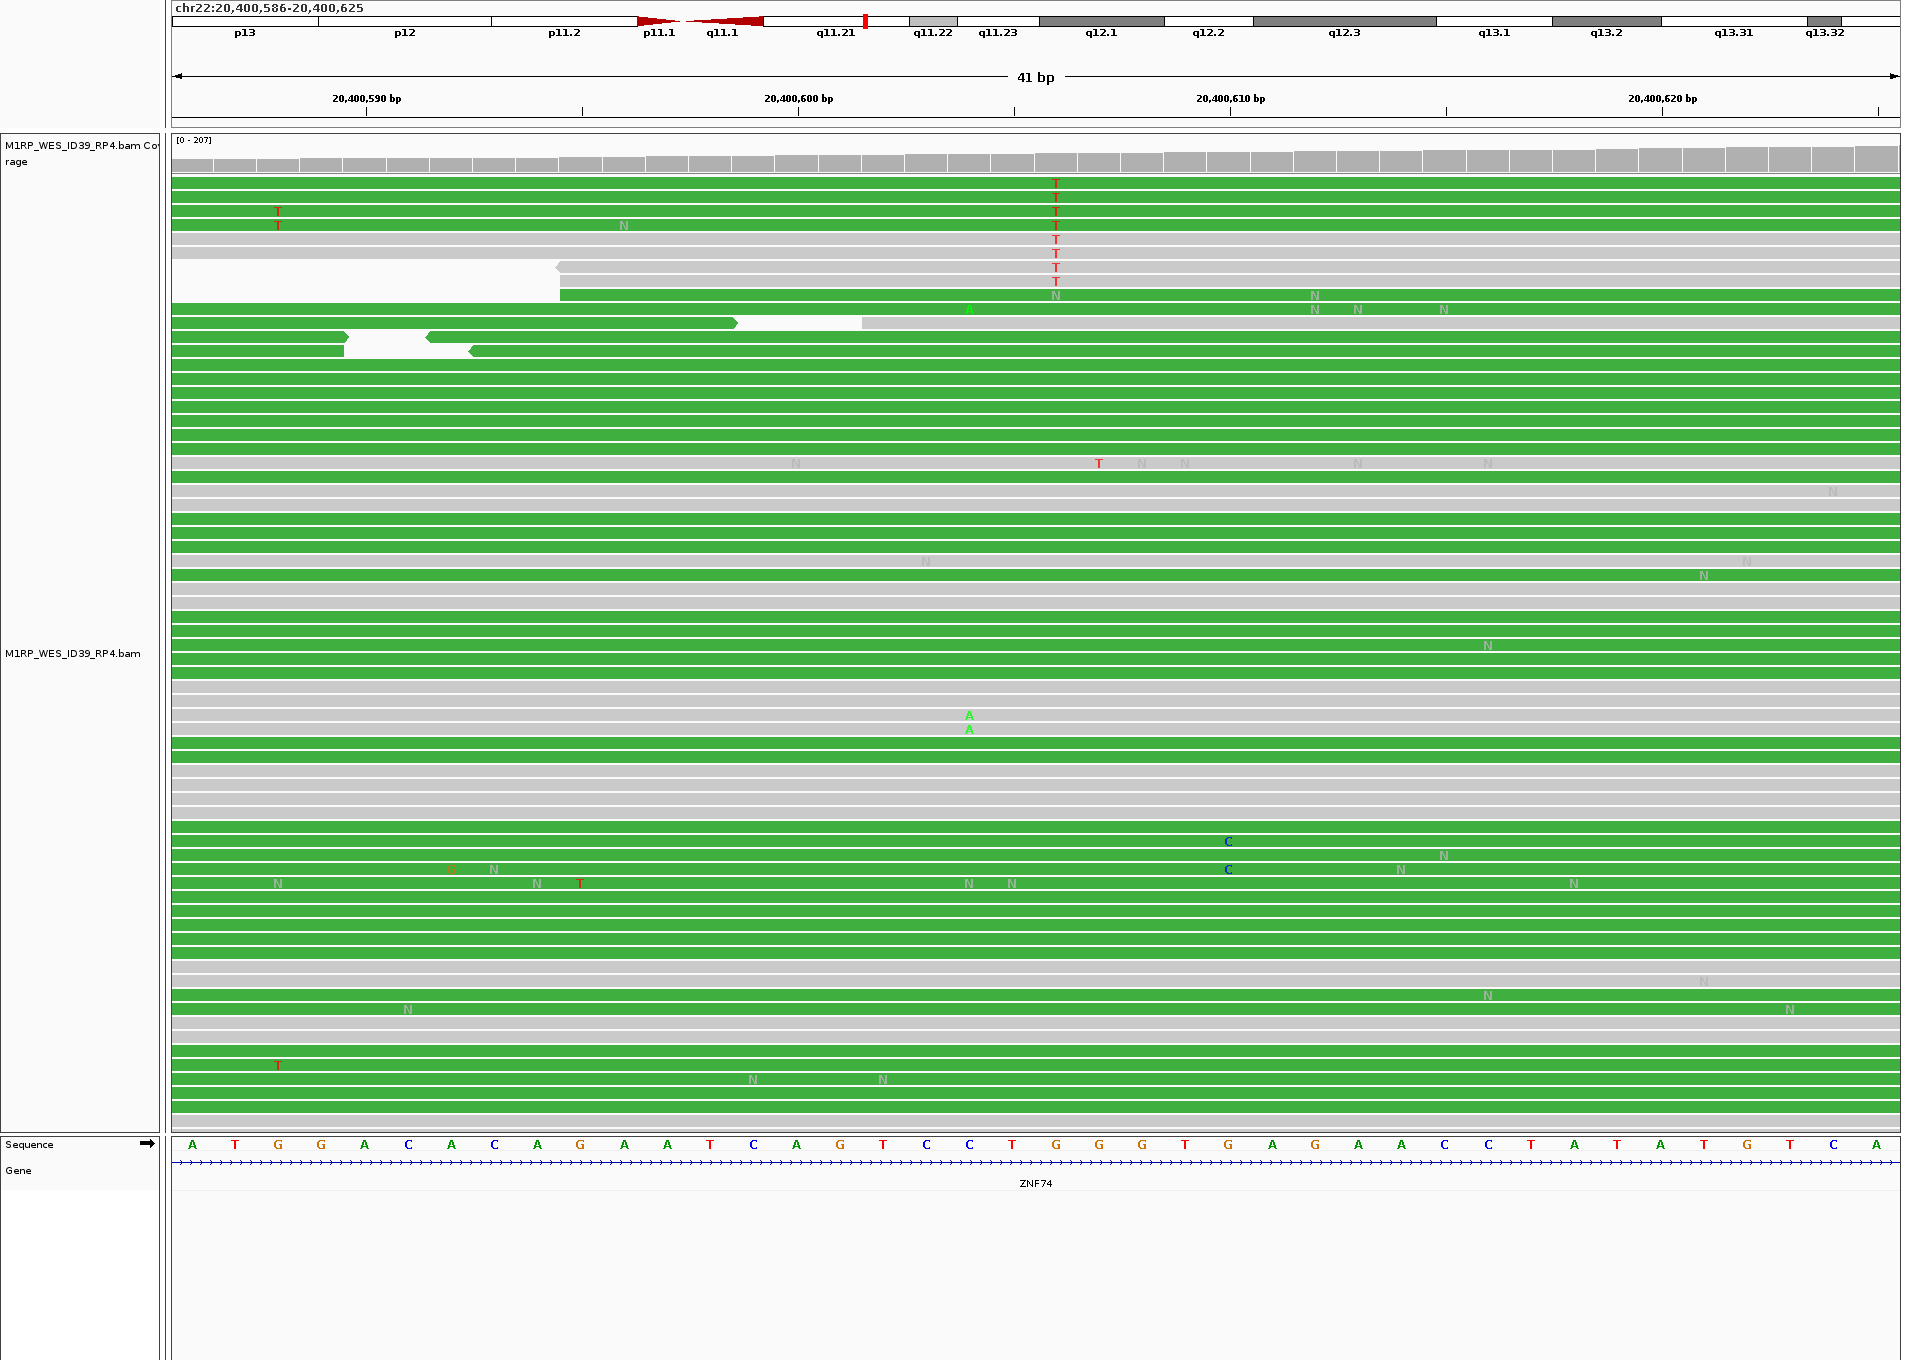 chr22:20,400,586-20,400,625
p13 p12 p11.2 p11.1 q11.1 q11.21 q11.22 q11.23 q12.1 q12.2 q12.3 q13.1 q13.2 q13.31 q13.32
41 bp
20,400,590 bp 20,400,600 bp 20,400,610 bp 20,400,620 bp
M1RP_WES_ID39_RP4.bam Co
rage
[0 - 207]
T
T
T T
T N T
T
T
T
T
N N
A N N N
N T N N N N
N
N N
N
N
M1RP_WES_ID39_RP4.bam
A
A
C
N
N C N
N N T N N N
N
N
N N
T
N N
Sequence A T G G A C A C A G A A T C A G T C C T G G G T G A G A A C C T A T A T G T C A
Gene
ZNF74